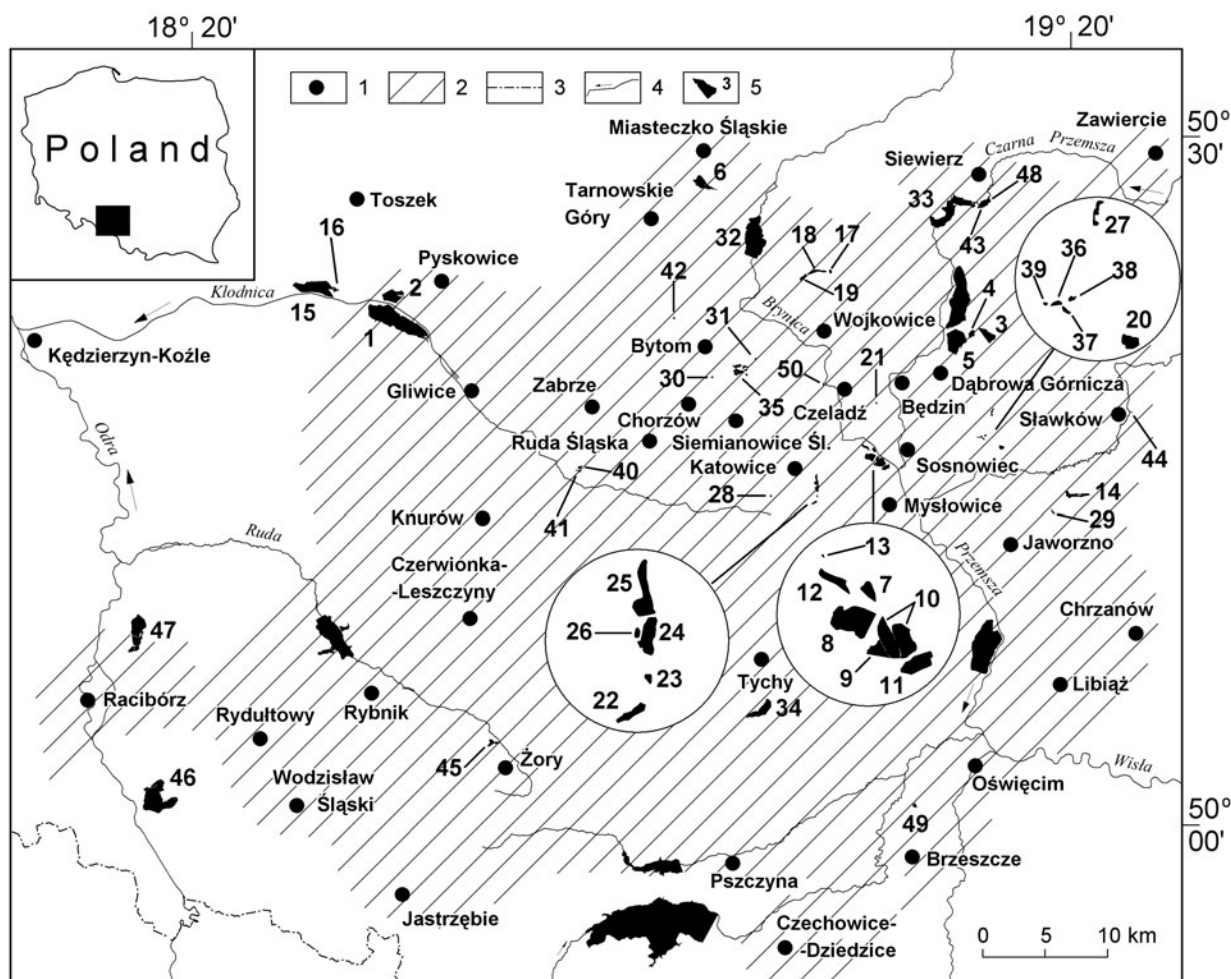 18° 20'
19° 20'
Poland
1
2
3
4
3
5
50°
30'
Zawiercie
Miasteczko Śląskie
6
Siewierz
Czarna Przemsza
48
Toszek
Tarnowskie
Góry
33
43
27
16
32
18
17
36
39
38
Pyskowice
42
19
4
Kłodnica
2
15
1
31
Brynica
Wojkowice
3
37
20
Kędzierzyn-Koźle
Bytom
21
5
30
50
Dąbrowa Górnicza
Gliwice
Zabrze
35
Czeladź
Będzin
Sławków
Chorzów
Odra
Ruda Śląska
Siemianowice Śl.
40
Katowice
Sosnowiec
44
28
14
41
Mysłowice
29
Knurów
Jaworzno
Ruda
Przemsza
Czerwionka-
-Leszczyny
13
25
12
7
10
Chrzanów
47
26
24
8
Tychy
9
11
Libiąż
23
Racibórz
Rydułtowy
Rybnik
22
34
45
Żory
Wisła
46
Wodzisław
Śląski
Oświęcim
49
50°
00'
Brzeszcze
Pszczyna
Jastrzębie
Czechowice-
-Dziedzice
0 5 10 km